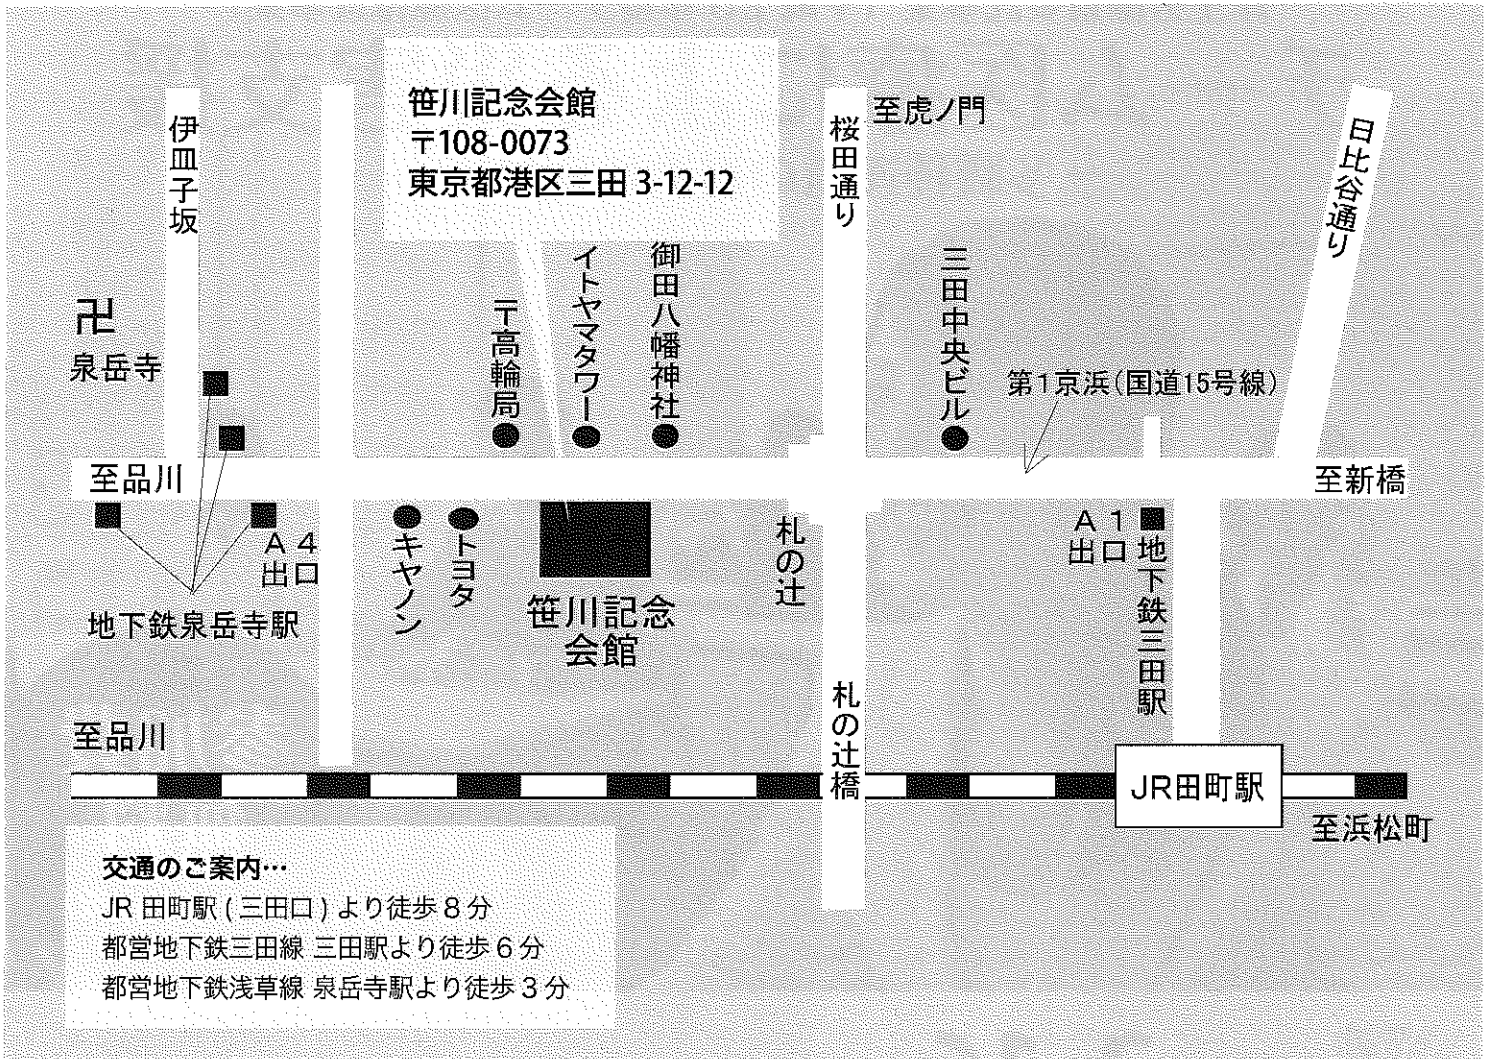 笹川記念会館
〒108-0073
東京都港区三田 3-12-12
伊皿子坂
桜田通り
至虎ノ門
日比谷通り
卍
泉岳寺
〒高輪局
イトヤマタワー
御田八幡神社
三田中央ビル
第1京浜(国道15号線)
至品川
至新橋
A4
出口
地下鉄泉岳寺駅
キヤノン
トヨタ
笹川記念
会館
札の辻
A1
出口
地下鉄三田駅
札の辻橋
至品川
JR田町駅
至浜松町
交通のご案内…
JR 田町駅 ( 三田口 ) より徒歩 8 分
都営地下鉄三田線 三田駅より徒歩 6 分
都営地下鉄浅草線 泉岳寺駅より徒歩 3 分